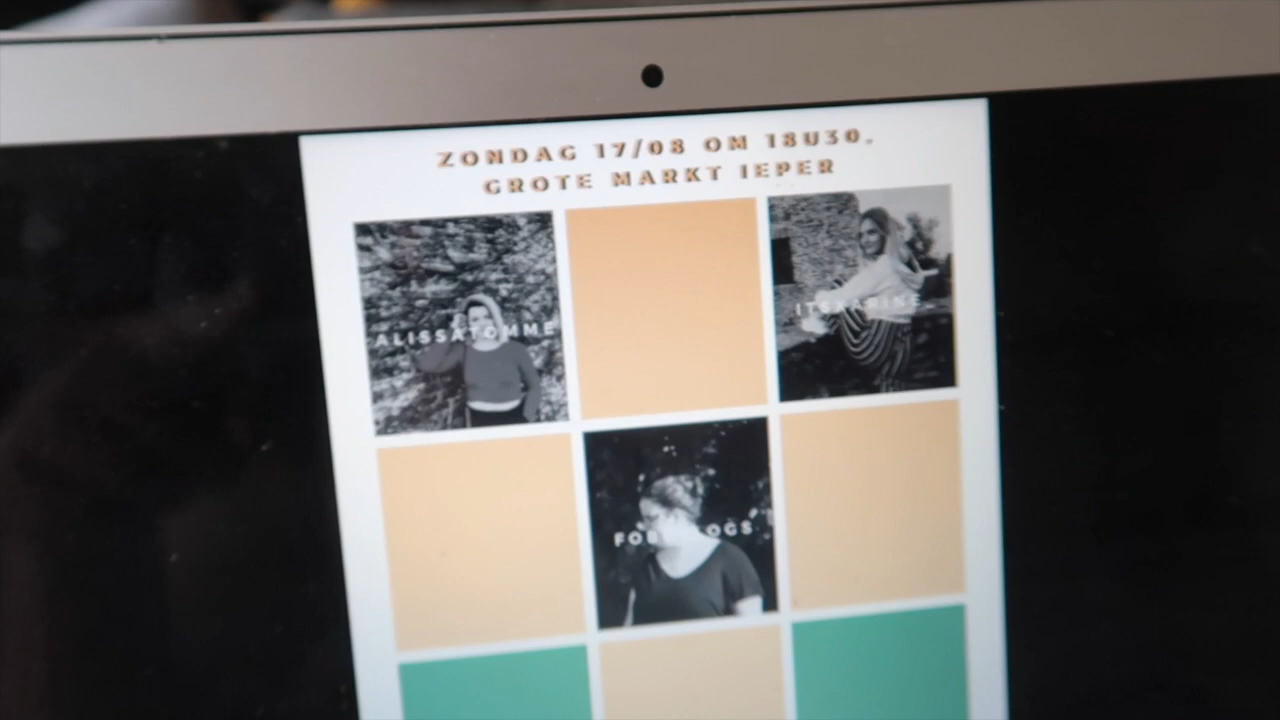 ZONDAG 17/08 OM 18U30,
GROTE MARKT IEPER
ALISSATOMME
ITSKARINE